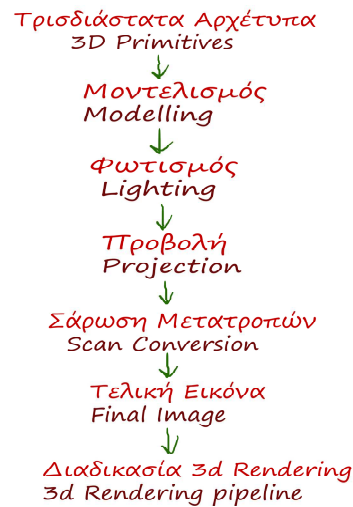 Τρισδιάστατα Αρχέτυπα
3D Primitives
Μοντελισμός
Modelling
Φωτισμός
Lighting
Προβολή
Projection
Σάρωση Μετατροπών
Scan Conversion
Τελική Εικόνα
Final Image
Διαδικασία 3d Rendering
3d Rendering pipeline